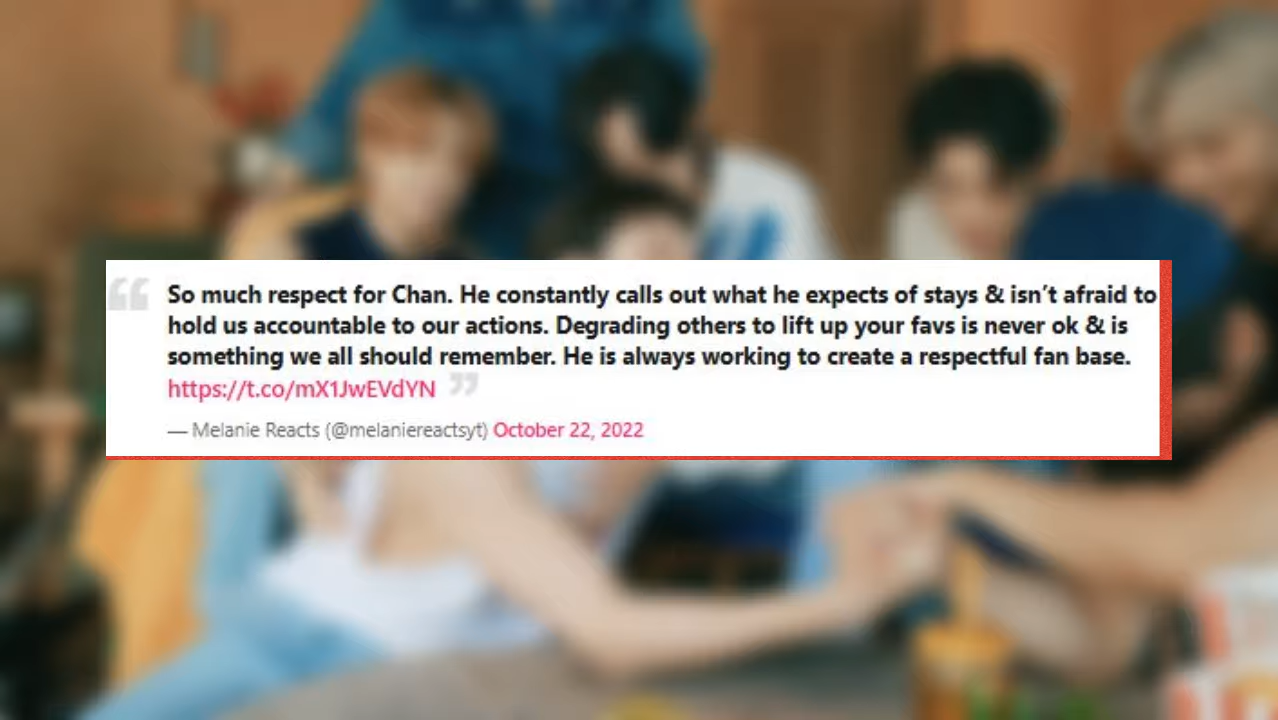 “
So much respect for Chan. He constantly calls out what he expects of stays & isn’t afraid to
hold us accountable to our actions. Degrading others to lift up your favs is never ok & is
something we all should remember. He is always working to create a respectful fan base.
https://t.co/mX1JwEVdYN ”
— Melanie Reacts (@melaniereactsyt) October 22, 2022